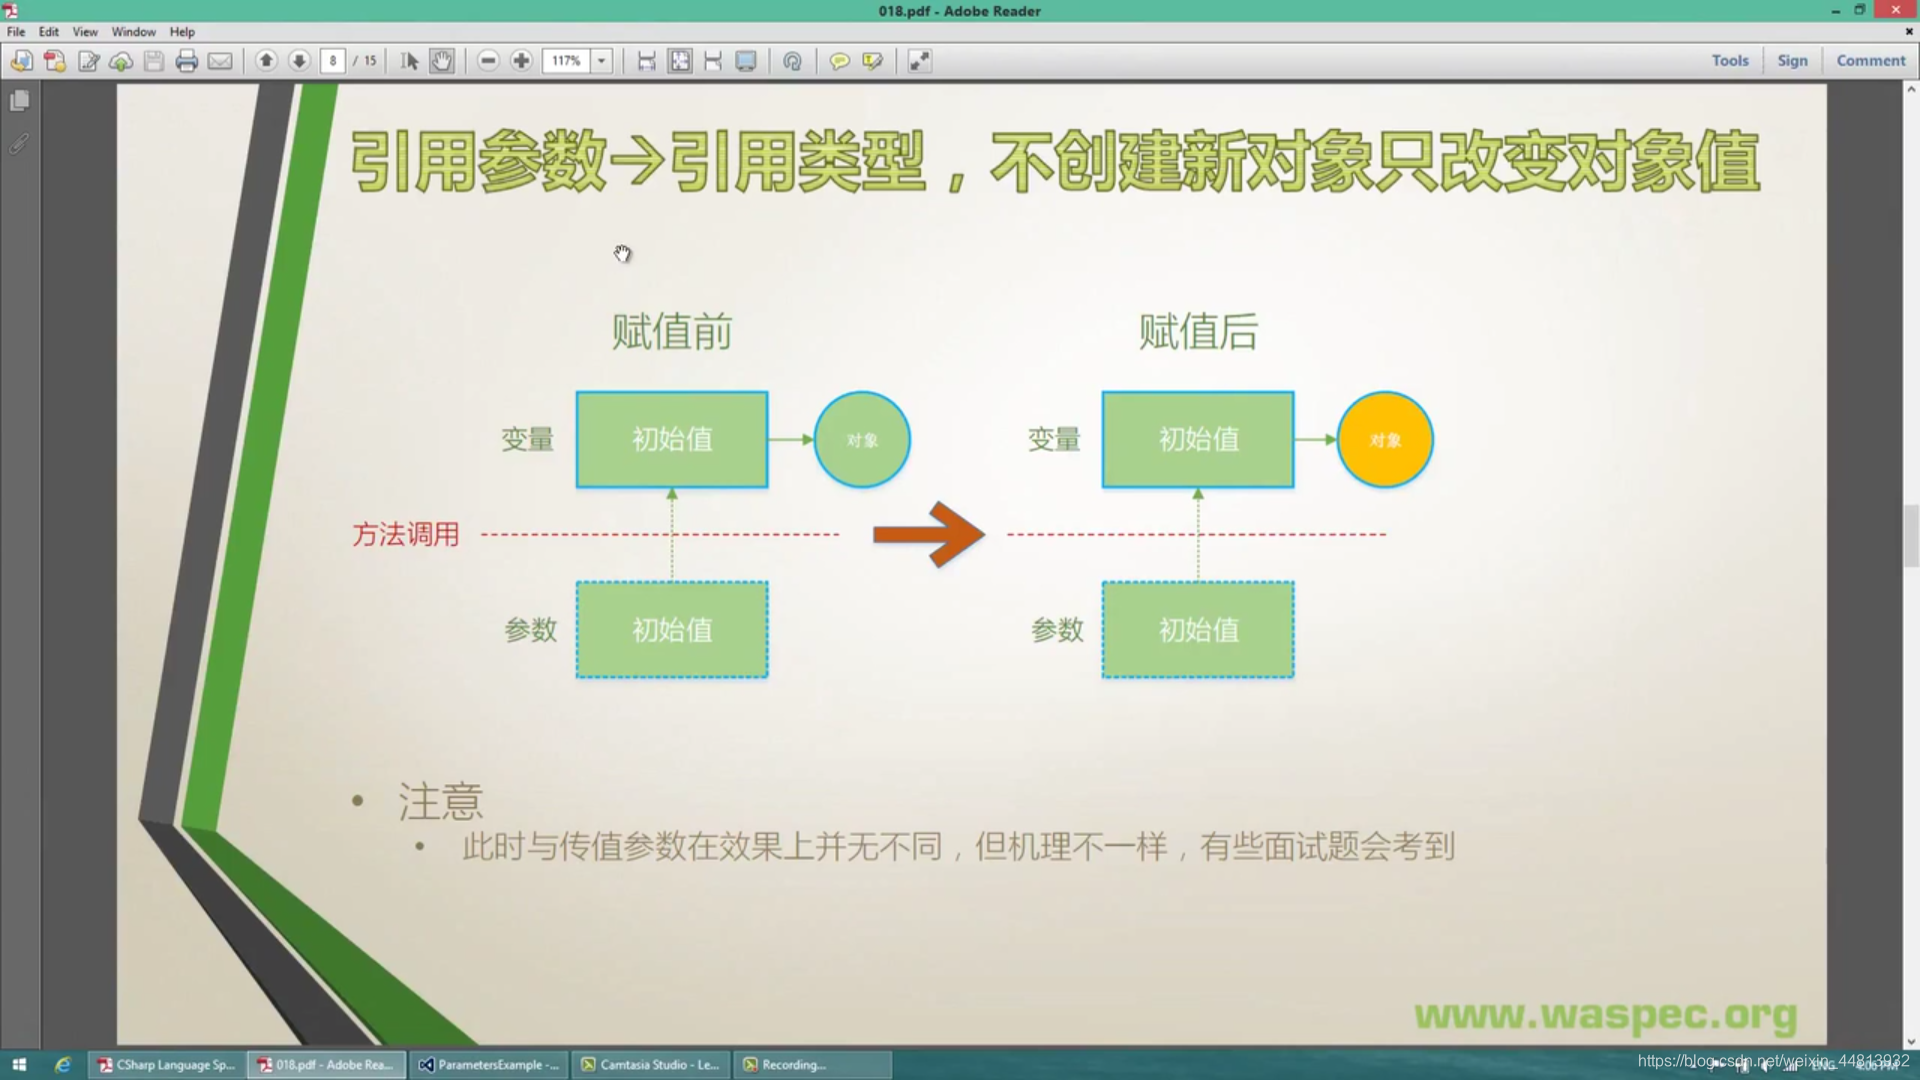 018.pdf - Adobe Reader
File Edit View Window Help
8 / 15
117%
Tools Sign Comment
引用参数→引用类型，不创建新对象只改变对象值
赋值前 赋值后
变量 初始值 对象 变量 初始值 对象
方法调用
参数 初始值 参数 初始值
• 注意
• 此时与传值参数在效果上并无不同，但机理不一样，有些面试题会考到
www.waspec.org
CSharp Language Sp... 018.pdf - Adobe Rea... ParametersExample -... Camtasia Studio - Le... Recording...
https://blog.csdn.net/weixin_44813932